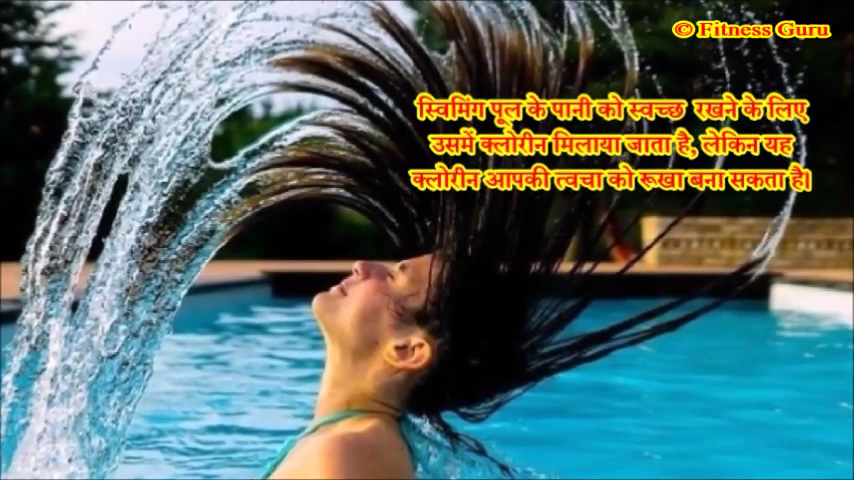 © Fitness Guru
स्विमिंग पूल के पानी को स्वच्छ रखने के लिए
उसमें क्लोरीन मिलाया जाता है, लेकिन यह
क्लोरीन आपकी त्वचा को रूखा बना सकता है।